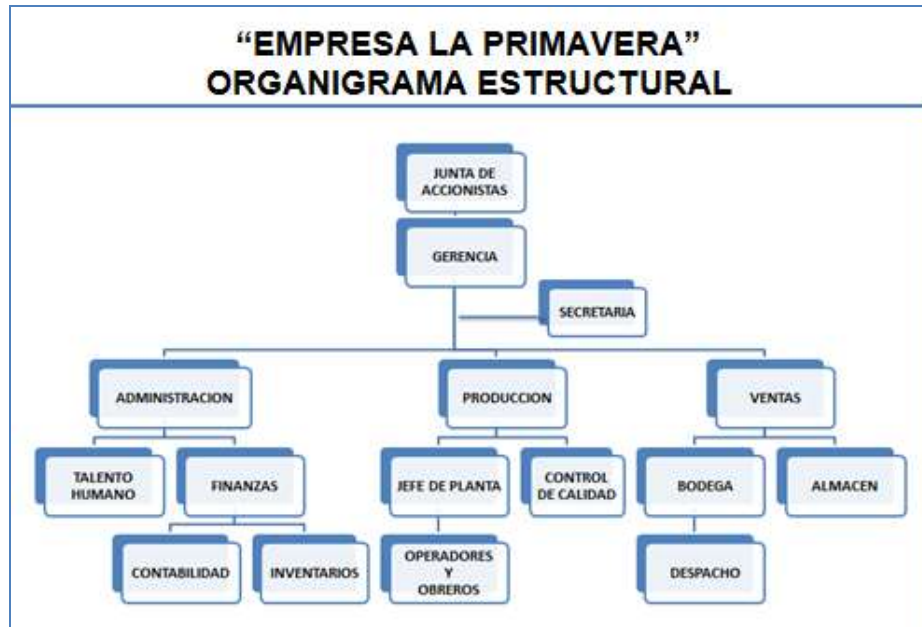 “EMPRESA LA PRIMAVERA”
ORGANIGRAMA ESTRUCTURAL
JUNTA DE
ACCIONISTAS
GERENCIA
SECRETARIA
ADMINISTRACION
PRODUCCION
VENTAS
TALENTO
HUMANO
FINANZAS
JEFE DE PLANTA
CONTROL
DE CALIDAD
BODEGA
ALMACEN
CONTABILIDAD
INVENTARIOS
OPERADORES
Y
OBREROS
DESPACHO